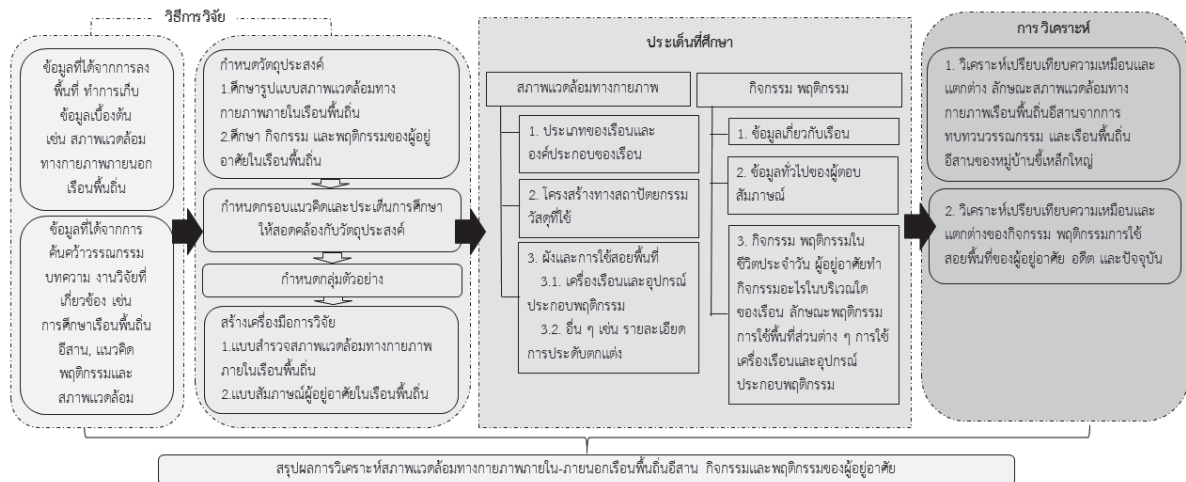 วิธีการวิจัย
ข้อมูลที่ได้จากการลง
พื้นที่ ทำการเก็บ
ข้อมูลเบื้องต้น
เช่น สภาพแวดล้อม
ทางกายภาพภายนอก
เรือนพื้นถิ่น
ข้อมูลที่ได้จากการ
ค้นคว้าวรรณกรรม
บทความ งานวิจัยที่
เกี่ยวข้อง เช่น
การศึกษาเรือนพื้นถิ่น
อีสาน, แนวคิด
พฤติกรรมและ
สภาพแวดล้อม
กำหนดวัตถุประสงค์
1.ศึกษารูปแบบสภาพแวดล้อมทาง
กายภาพภายในเรือนพื้นถิ่น
2.ศึกษา กิจกรรม และพฤติกรรมของผู้อยู่
อาศัยในเรือนพื้นถิ่น
กำหนดกรอบแนวคิดและประเด็นการศึกษา
ให้สอดคล้องกับวัตถุประสงค์
กำหนดกลุ่มตัวอย่าง
สร้างเครื่องมือการวิจัย
1.แบบสำรวจสภาพแวดล้อมทางกายภาพ
ภายในเรือนพื้นถิ่น
2.แบบสัมภาษณ์ผู้อยู่อาศัยในเรือนพื้นถิ่น
ประเด็นที่ศึกษา
สภาพแวดล้อมทางกายภาพ
1. ประเภทของเรือนและ
องค์ประกอบของเรือน
2. โครงสร้างทางสถาปัตยกรรม
วัสดุที่ใช้
3. ผังและการใช้สอยพื้นที่
3.1. เครื่องเรือนและอุปกรณ์
ประกอบพฤติกรรม
3.2. อื่น ๆ เช่น รายละเอียด
การประดับตกแต่ง
กิจกรรม พฤติกรรม
1. ข้อมูลเกี่ยวกับเรือน
2. ข้อมูลทั่วไปของผู้ตอบ
สัมภาษณ์
3. กิจกรรม พฤติกรรมใน
ชีวิตประจำวัน ผู้อยู่อาศัยทำ
กิจกรรมอะไรในบริเวณใด
ของเรือน ลักษณะพฤติกรรม
การใช้พื้นที่ส่วนต่าง ๆ การใช้
เครื่องเรือนและอุปกรณ์
ประกอบพฤติกรรม
การวิเคราะห์
1. วิเคราะห์เปรียบเทียบความเหมือนและ
แตกต่าง ลักษณะสภาพแวดล้อมทาง
กายภาพเรือนพื้นถิ่นอีสานจากการ
ทบทวนวรรณกรรม และเรือนพื้นถิ่น
อีสานของหมู่บ้านขี้เหล็กใหญ่
2. วิเคราะห์เปรียบเทียบความเหมือนและ
แตกต่างของกิจกรรม พฤติกรรมการใช้
สอยพื้นที่ของผู้อยู่อาศัย อดีต และปัจจุบัน
สรุปผลการวิเคราะห์สภาพแวดล้อมทางกายภาพภายใน-ภายนอกเรือนพื้นถิ่นอีสาน กิจกรรมและพฤติกรรมของผู้อยู่อาศัย